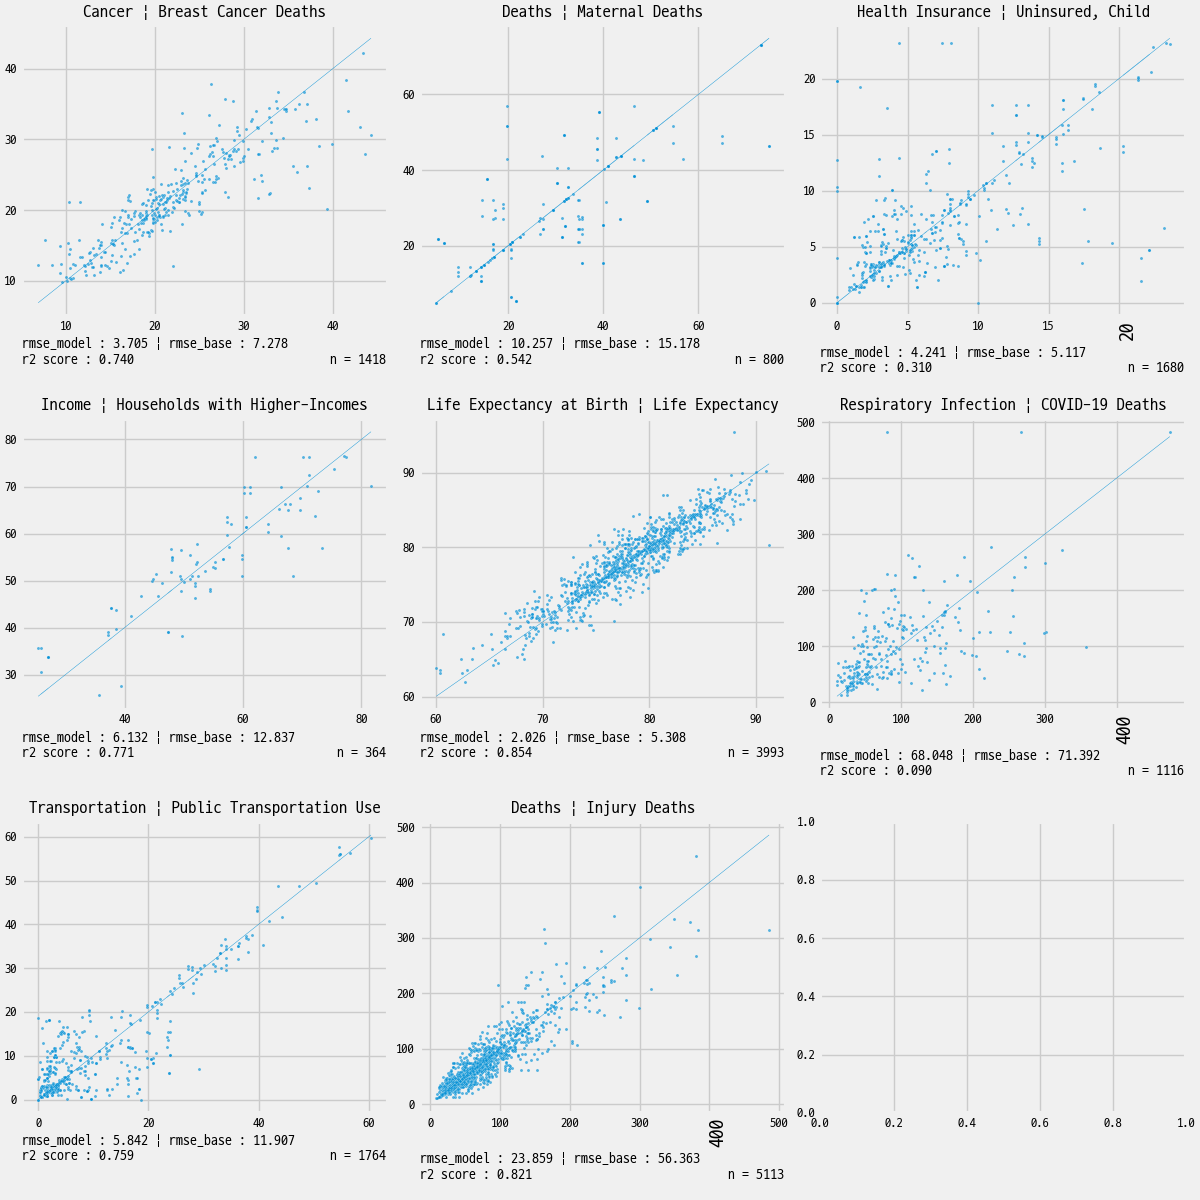 Cancer ¦ Breast Cancer Deaths
40
30
20
10
10 20 30 40
rmse_model : 3.705 ¦ rmse_base : 7.278
r2 score : 0.740 n = 1418
Deaths ¦ Maternal Deaths
60
40
20
20 40 60
rmse_model : 10.257 ¦ rmse_base : 15.178
r2 score : 0.542 n = 800
Health Insurance ¦ Uninsured, Child
20
15
10
5
0
0 5 10 15 20
rmse_model : 4.241 ¦ rmse_base : 5.117
r2 score : 0.310 n = 1680
Income ¦ Households with Higher-Incomes
80
70
60
50
40
30
40 60 80
rmse_model : 6.132 ¦ rmse_base : 12.837
r2 score : 0.771 n = 364
Life Expectancy at Birth ¦ Life Expectancy
90
80
70
60
60 70 80 90
rmse_model : 2.026 ¦ rmse_base : 5.308
r2 score : 0.854 n = 3993
Respiratory Infection ¦ COVID-19 Deaths
500
400
300
200
100
0
0 100 200 300 400
rmse_model : 68.048 ¦ rmse_base : 71.392
r2 score : 0.090 n = 1116
Transportation ¦ Public Transportation Use
60
50
40
30
20
10
0
0 20 40 60
rmse_model : 5.842 ¦ rmse_base : 11.907
r2 score : 0.759 n = 1764
Deaths ¦ Injury Deaths
500
400
300
200
100
0
0 100 200 300 400 500
rmse_model : 23.859 ¦ rmse_base : 56.363
r2 score : 0.821 n = 5113
1.0
0.8
0.6
0.4
0.2
0.0
0.0 0.2 0.4 0.6 0.8 1.0